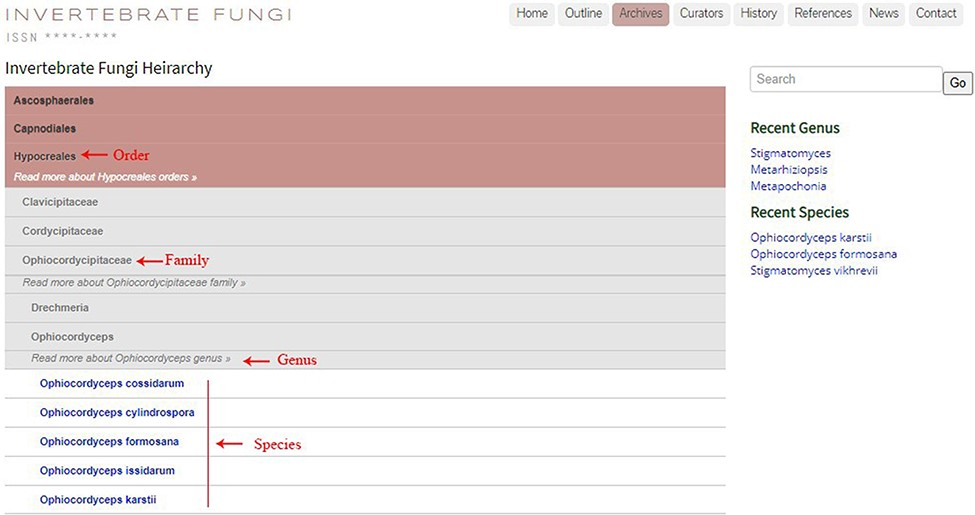 INVERTEBRATE FUNGI
ISSN ****-****
Home Outline Archives Curators History References News Contact
Invertebrate Fungi Heirarchy
Ascosphaerales
Capnodiales
Hypocreales Order
Read more about Hypocreales orders »
Clavicipitaceae
Cordycipitaceae
Ophiocordycipitaceae Family
Read more about Ophiocordycipitaceae family »
Drechmeria
Ophiocordyceps
Read more about Ophiocordyceps genus » Genus
Ophiocordyceps cossidarum
Ophiocordyceps cylindrospora
Ophiocordyceps formosana Species
Ophiocordyceps issidarum
Ophiocordyceps karstii
Search Go
Recent Genus
Stigmatomyces
Metarhiziopsis
Metapochonia
Recent Species
Ophiocordyceps karstii
Ophiocordyceps formosana
Stigmatomyces vikhrevii